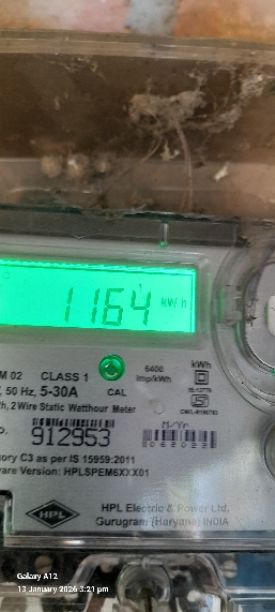 1164 kWh
M 02 CLASS 1
6400 imp/kWh
kWh
, 50 Hz, 5-30A CAL
h, 2 Wire Static Watthour Meter
O. 912953
M/Yr
ory C3 as per IS 15959:2011
are Version: HPLSPEM6XXX01
HPL
HPL Electric & Power Ltd.
Gurugram (Haryana) INDIA
Galaxy A12
13 January 2026 3:21 pm